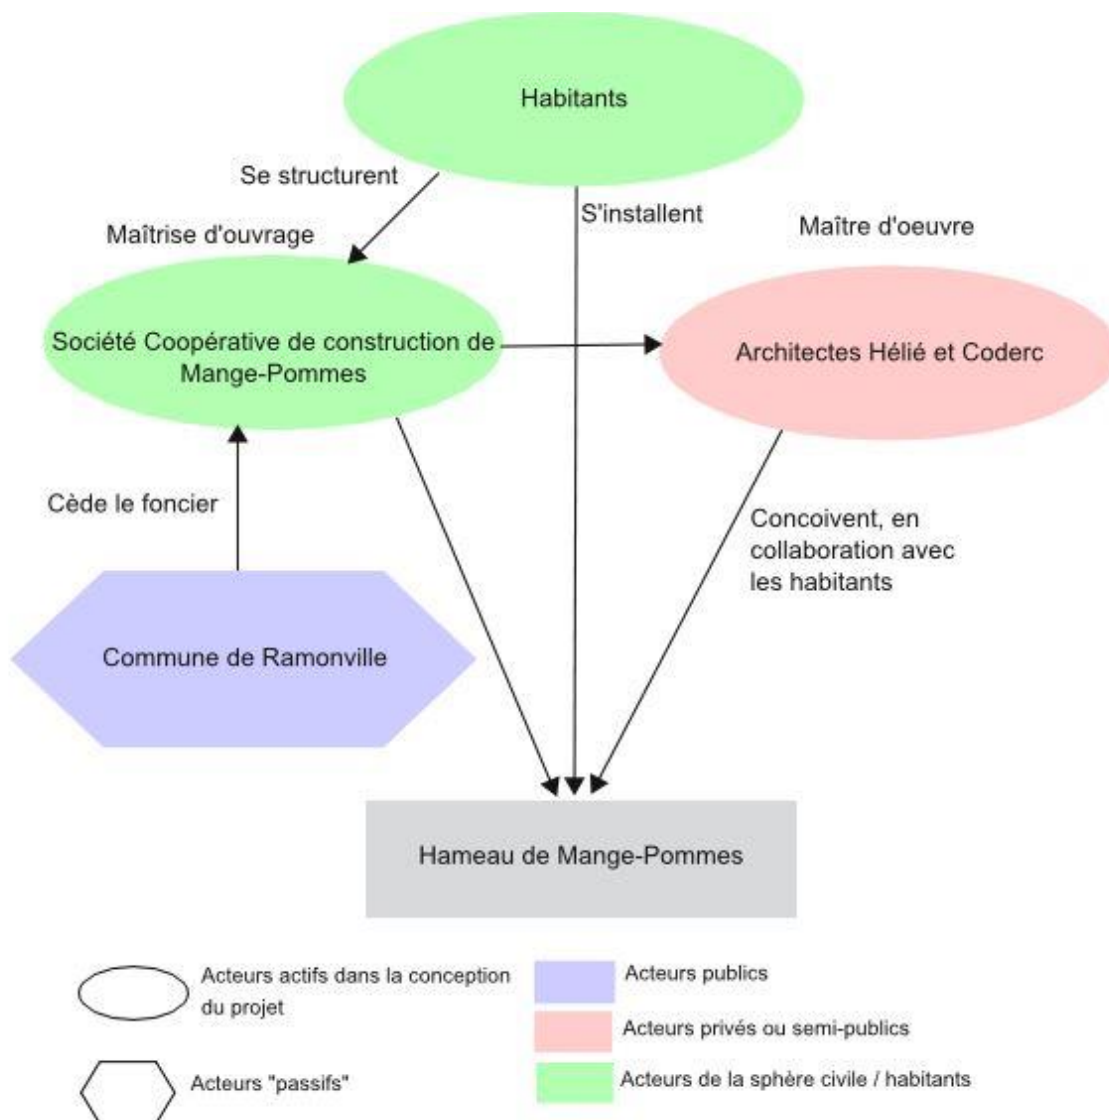 Habitants
Se structurent
S'installent
Maîtrise d'ouvrage
Maître d'oeuvre
Société Coopérative de construction de
Mange-Pommes
Architectes Hélié et Coderc
Cède le foncier
Concoivent, en
collaboration avec
les habitants
Commune de Ramonville
Hameau de Mange-Pommes
Acteurs actifs dans la conception
du projet
Acteurs "passifs"
Acteurs publics
Acteurs privés ou semi-publics
Acteurs de la sphère civile / habitants